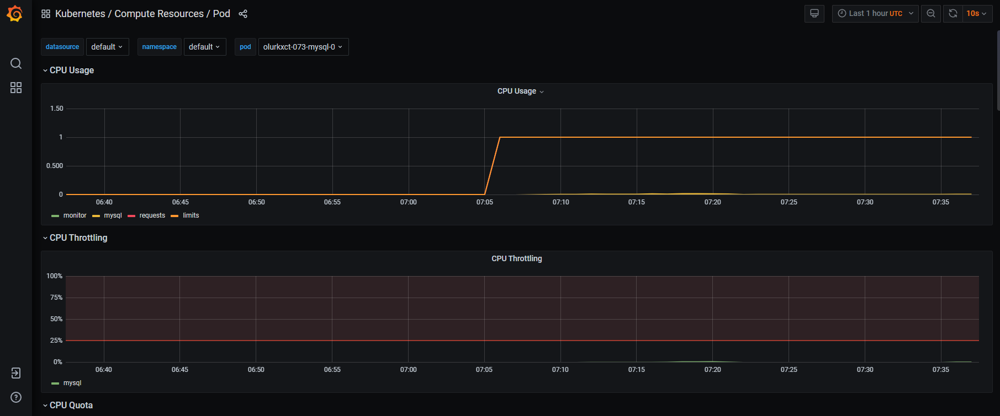 Kubernetes / Compute Resources / Pod
Last 1 hour UTC
10s
datasource default namespace default pod olurkxct-073-mysql-0
CPU Usage
CPU Usage
1.50
1
0.500
0
06:40 06:45 06:50 06:55 07:00 07:05 07:10 07:15 07:20 07:25 07:30 07:35
monitor mysql requests limits
CPU Throttling
CPU Throttling
100%
75%
50%
25%
0%
06:40 06:45 06:50 06:55 07:00 07:05 07:10 07:15 07:20 07:25 07:30 07:35
mysql
CPU Quota